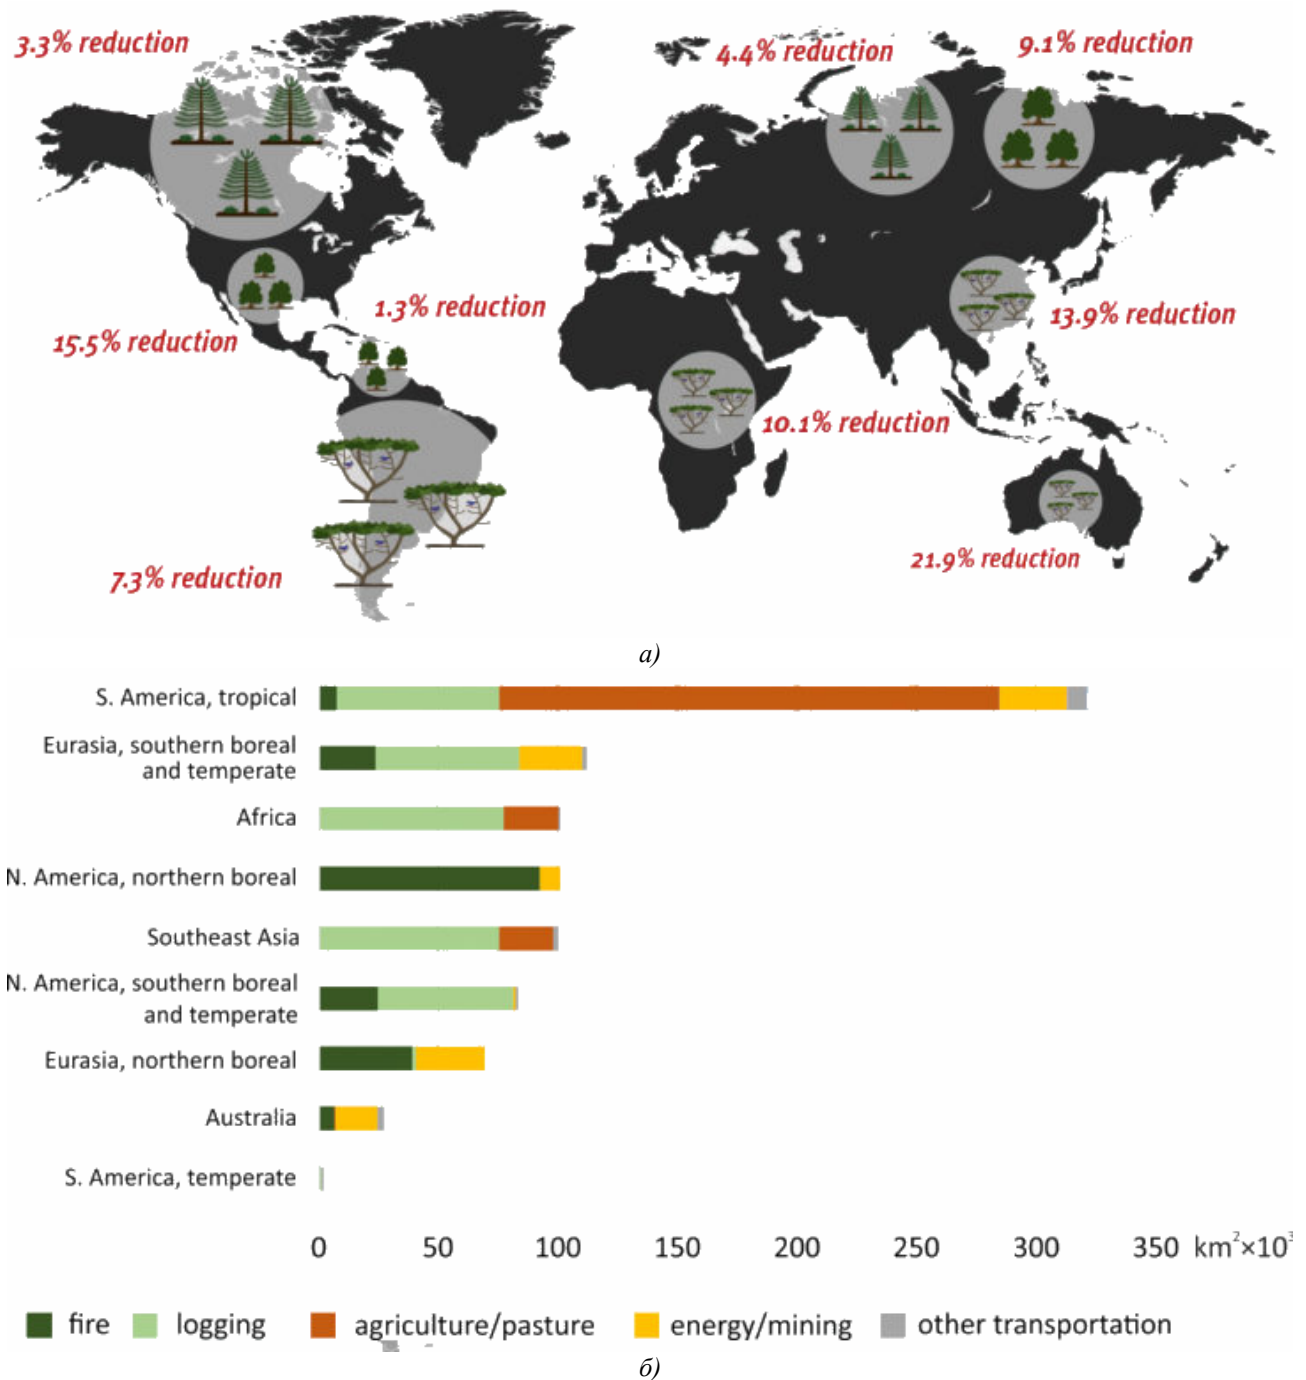 3.3% reduction
4.4% reduction
9.1% reduction
1.3% reduction
13.9% reduction
15.5% reduction
10.1% reduction
21.9% reduction
7.3% reduction
а)
S. America, tropical
Eurasia, southern boreal
and temperate
Africa
N. America, northern boreal
Southeast Asia
N. America, southern boreal
and temperate
Eurasia, northern boreal
Australia
S. America, temperate
0 50 100 150 200 250 300 350 km²×10³
fire logging agriculture/pasture energy/mining other transportation
б)